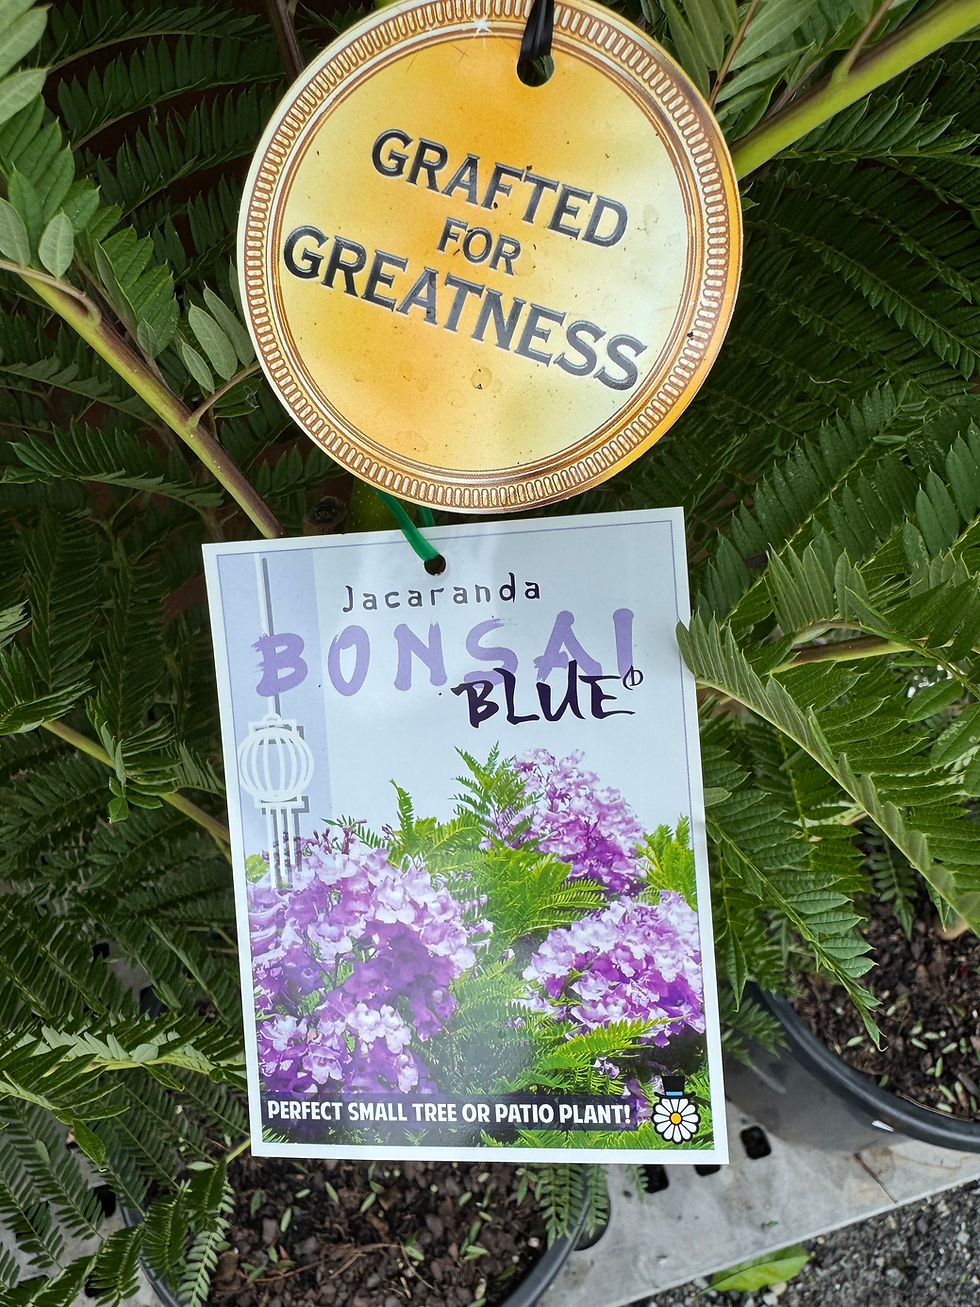 GRAFTED
FOR
GREATNESS
Jacaranda
BONSAI
BLUE
PERFECT SMALL TREE OR PATIO PLANT!